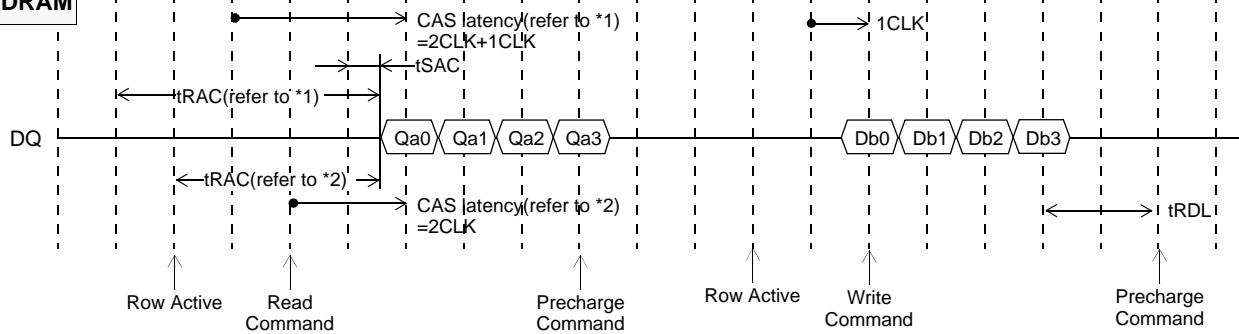 DRAM
CAS latency(refer to *1)
=2CLK+1CLK
1CLK
tSAC
tRAC(refer to *1)
DQ
Qa0 Qa1 Qa2 Qa3
Db0 Db1 Db2 Db3
tRAC(refer to *2)
CAS latency(refer to *2)
=2CLK
tRDL
Row Active
Read
Command
Precharge
Command
Row Active
Write
Command
Precharge
Command